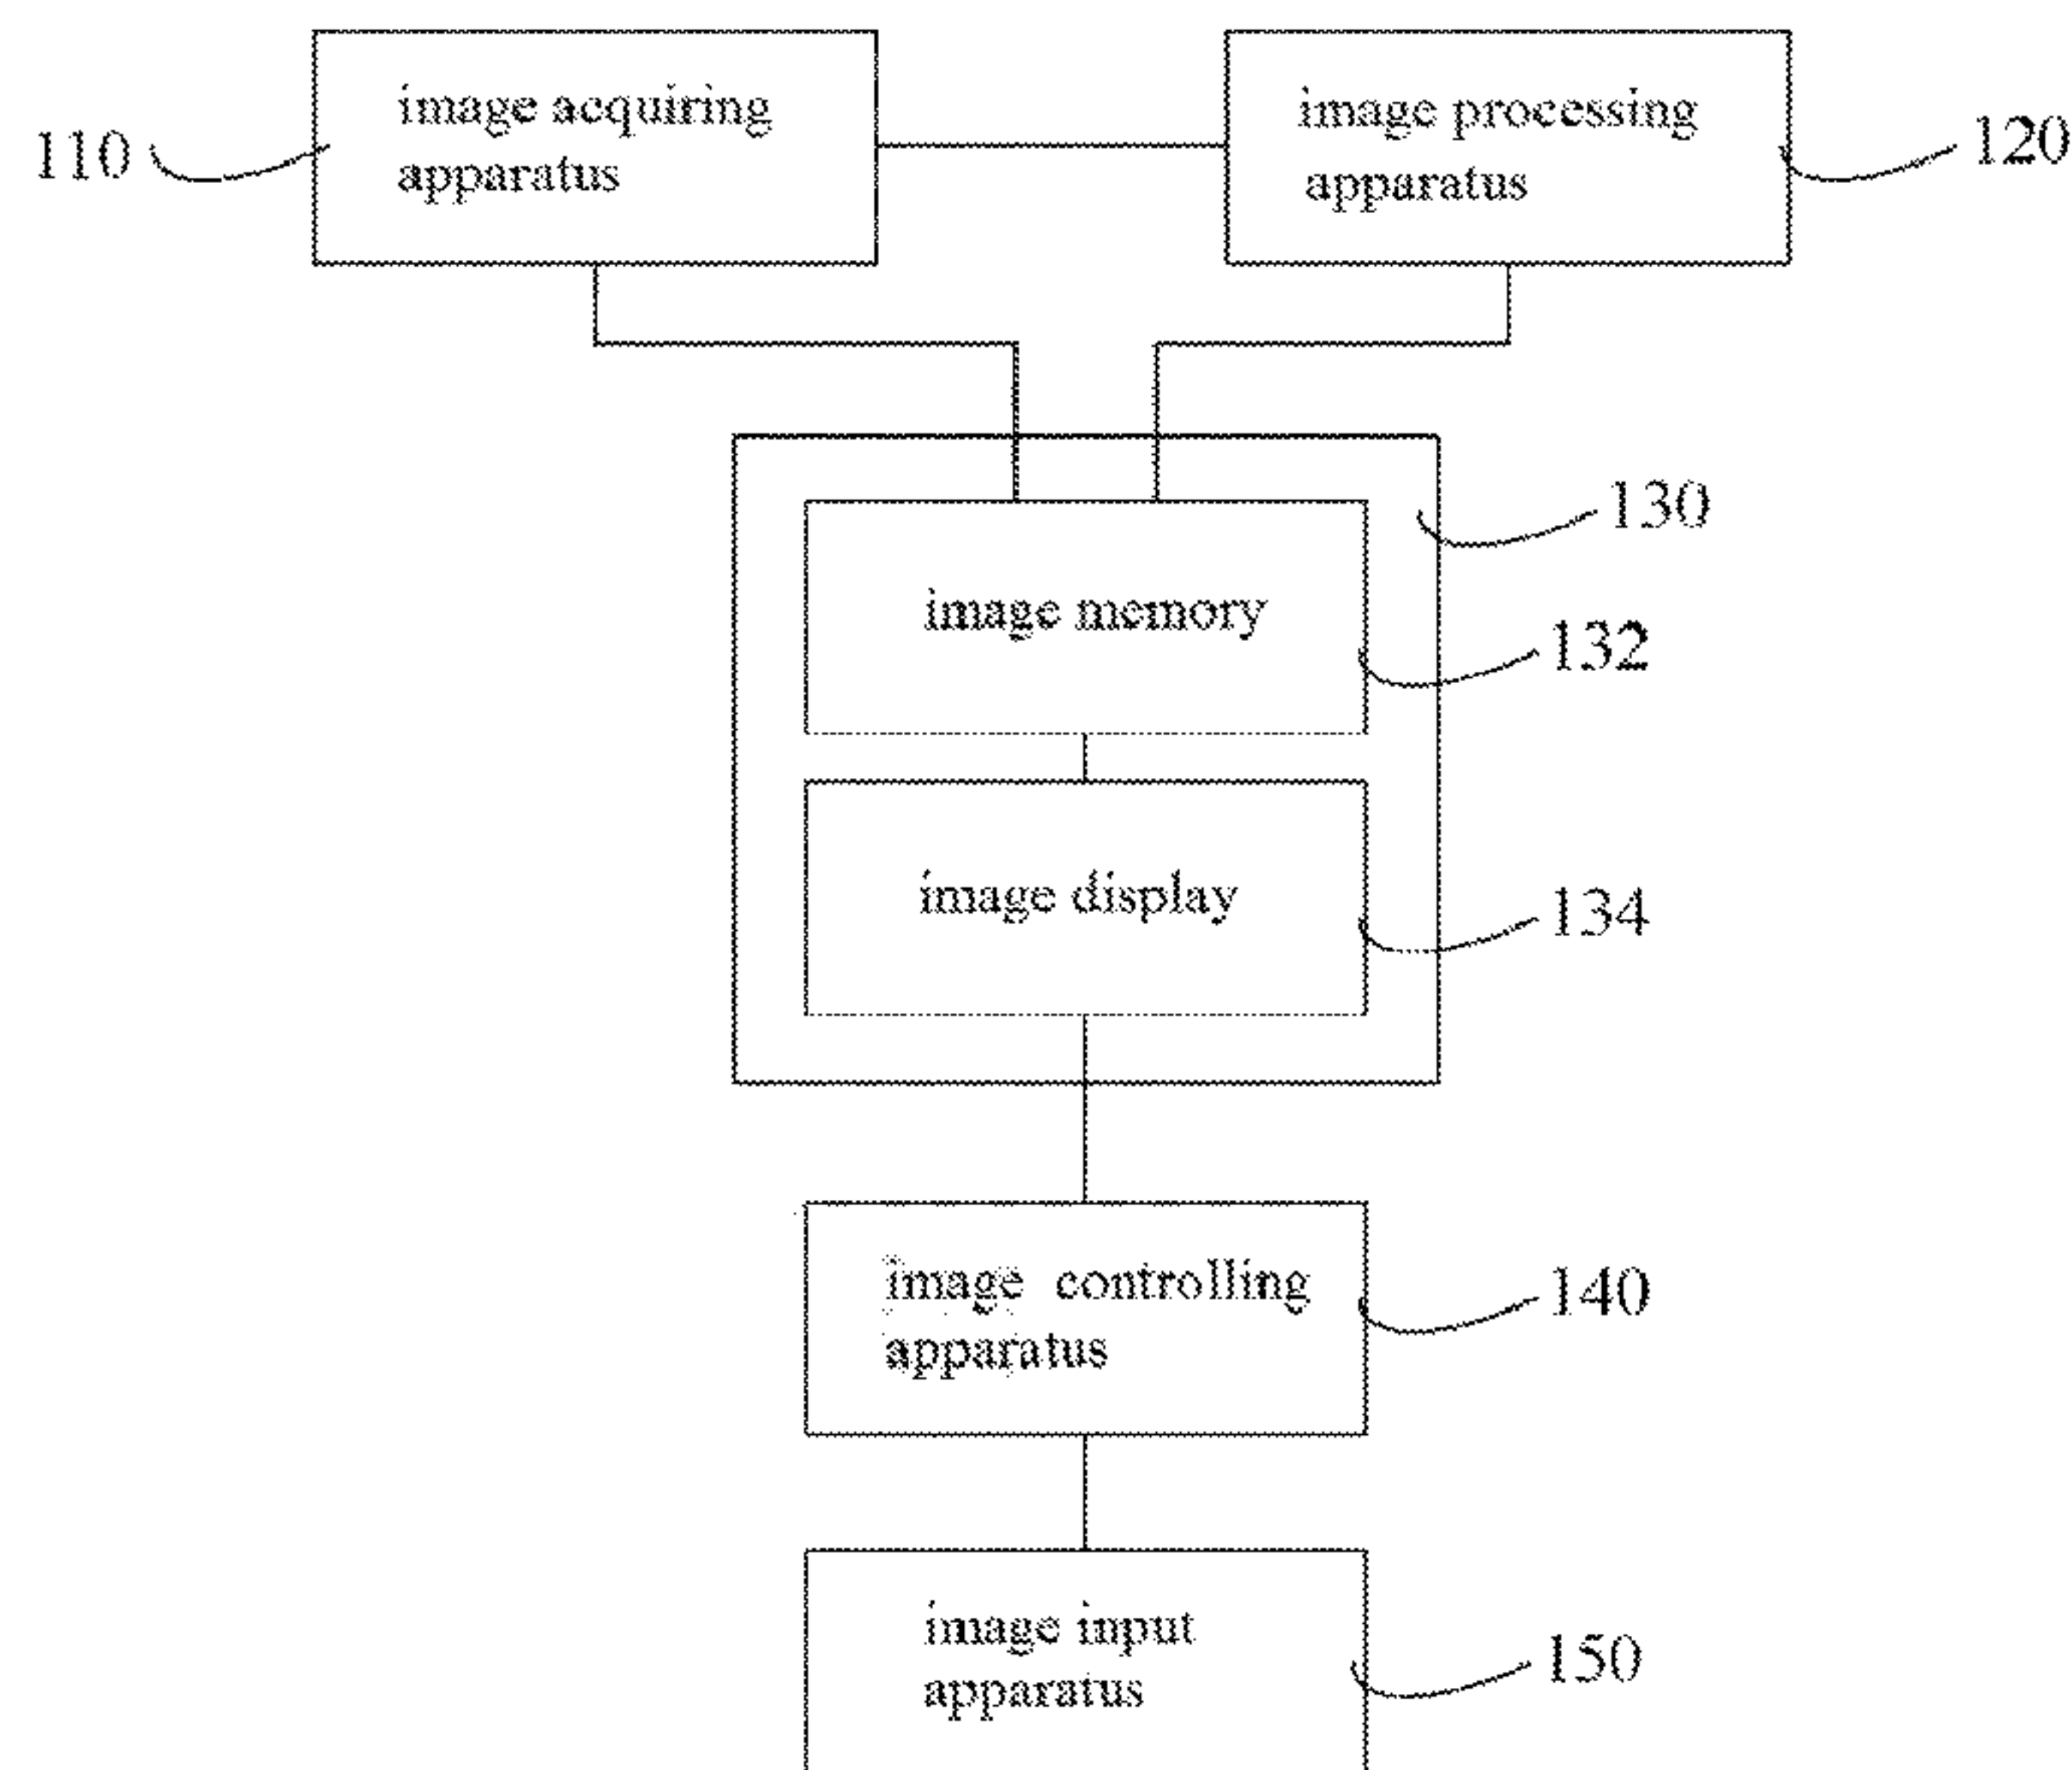 image acquiring
apparatus
110
image processing
apparatus
120
130
image memory
132
image display
134
image controlling
apparatus
140
image input
apparatus
150